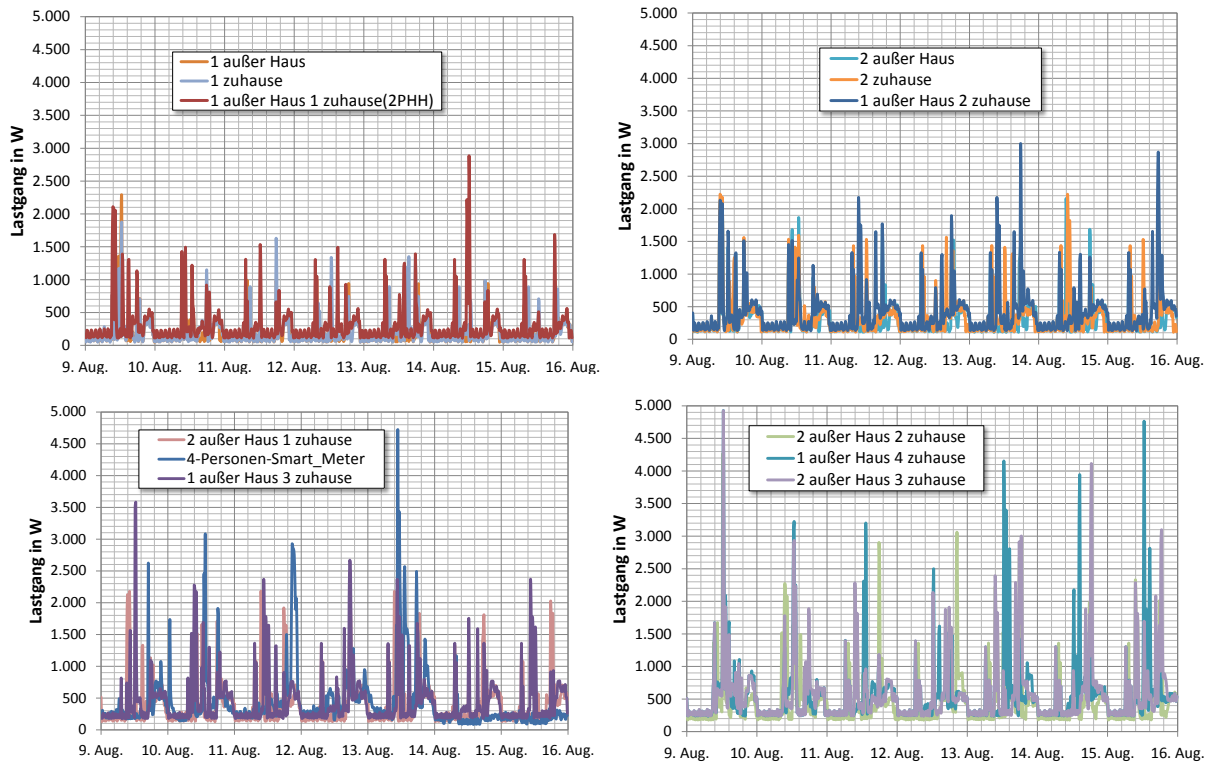 5.000
4.500
4.000
3.500
3.000
2.500
2.000
1.500
1.000
500
0
Lastgang in W
1 außer Haus
1 zuhause
1 außer Haus 1 zuhause(2PHH)
9. Aug. 10. Aug. 11. Aug. 12. Aug. 13. Aug. 14. Aug. 15. Aug. 16. Aug.
5.000
4.500
4.000
3.500
3.000
2.500
2.000
1.500
1.000
500
0
Lastgang in W
2 außer Haus
2 zuhause
1 außer Haus 2 zuhause
9. Aug. 10. Aug. 11. Aug. 12. Aug. 13. Aug. 14. Aug. 15. Aug. 16. Aug.
5.000
4.500
4.000
3.500
3.000
2.500
2.000
1.500
1.000
500
0
Lastgang in W
2 außer Haus 1 zuhause
4-Personen-Smart_Meter
1 außer Haus 3 zuhause
9. Aug. 10. Aug. 11. Aug. 12. Aug. 13. Aug. 14. Aug. 15. Aug. 16. Aug.
5.000
4.500
4.000
3.500
3.000
2.500
2.000
1.500
1.000
500
0
Lastgang in W
2 außer Haus 2 zuhause
1 außer Haus 4 zuhause
2 außer Haus 3 zuhause
9. Aug. 10. Aug. 11. Aug. 12. Aug. 13. Aug. 14. Aug. 15. Aug. 16. Aug.